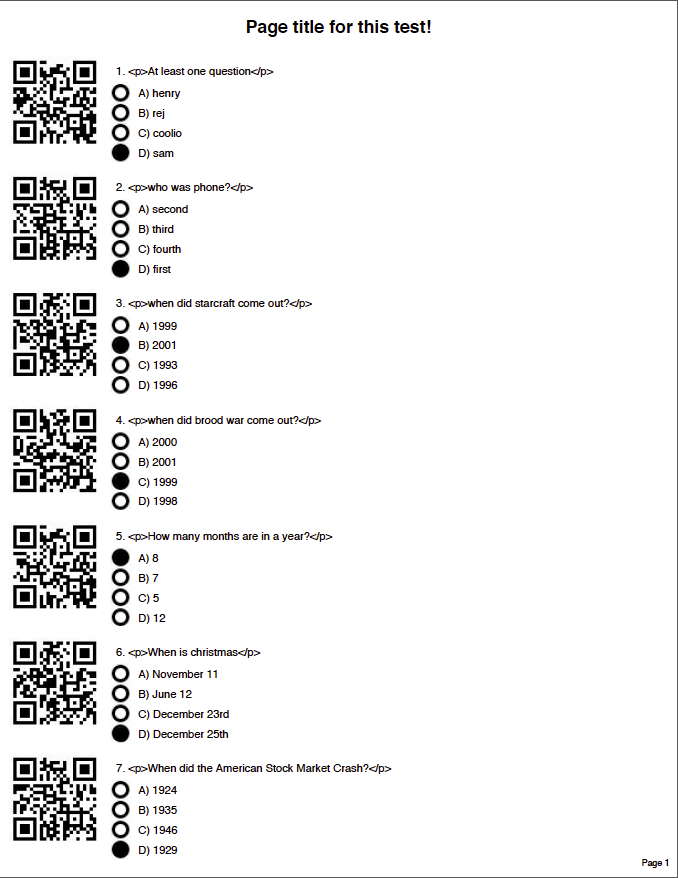 Page title for this test!
1. <p>At least one question</p>
A) henry
B) rej
C) coolio
D) sam
2. <p>who was phone?</p>
A) second
B) third
C) fourth
D) first
3. <p>when did starcraft come out?</p>
A) 1999
B) 2001
C) 1993
D) 1996
4. <p>when did brood war come out?</p>
A) 2000
B) 2001
C) 1999
D) 1998
5. <p>How many months are in a year?</p>
A) 8
B) 7
C) 5
D) 12
6. <p>When is christmas</p>
A) November 11
B) June 12
C) December 23rd
D) December 25th
7. <p>When did the American Stock Market Crash?</p>
A) 1924
B) 1935
C) 1946
D) 1929
Page 1